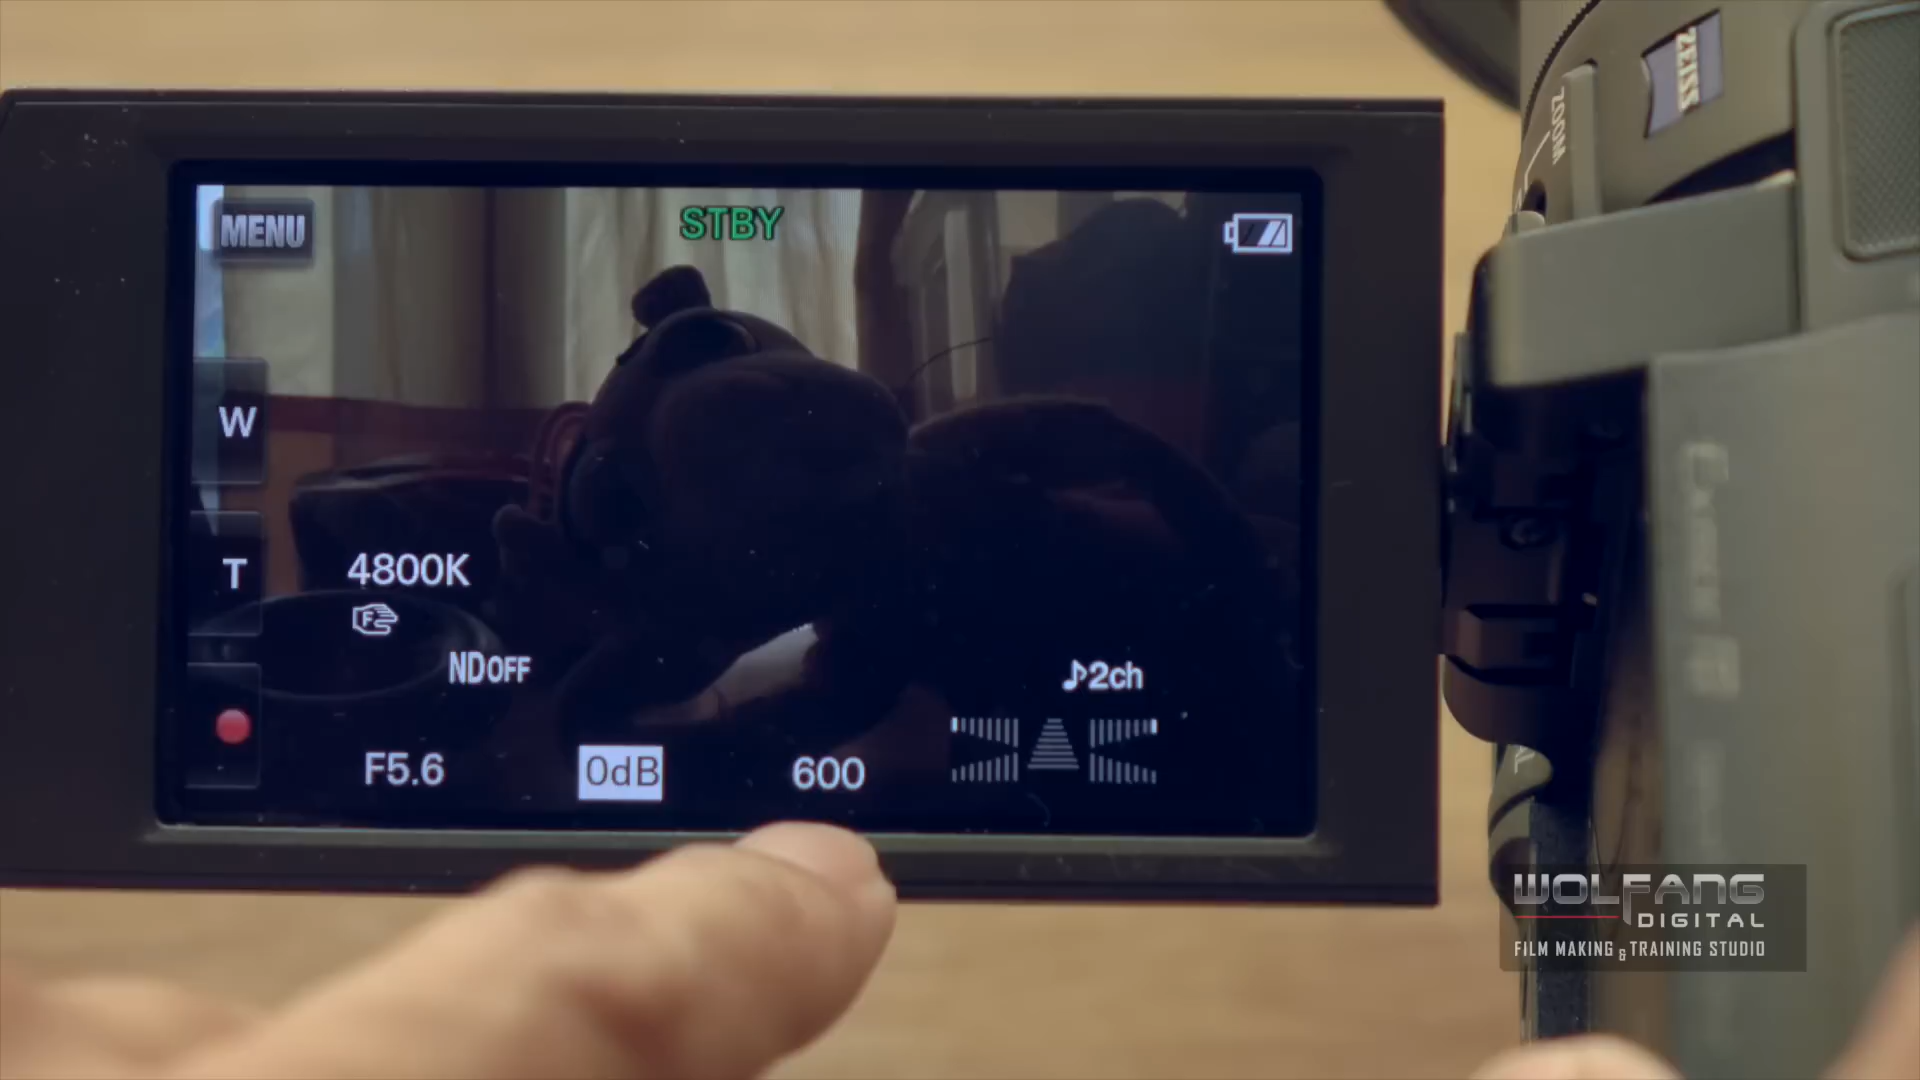 ZEISS
ZOOM
MENU
STBY
W
T
4800K
F
NDOFF
♪2ch
F5.6
0dB
600
WOLFANG
DIGITAL
FILM MAKING & TRAINING STUDIO